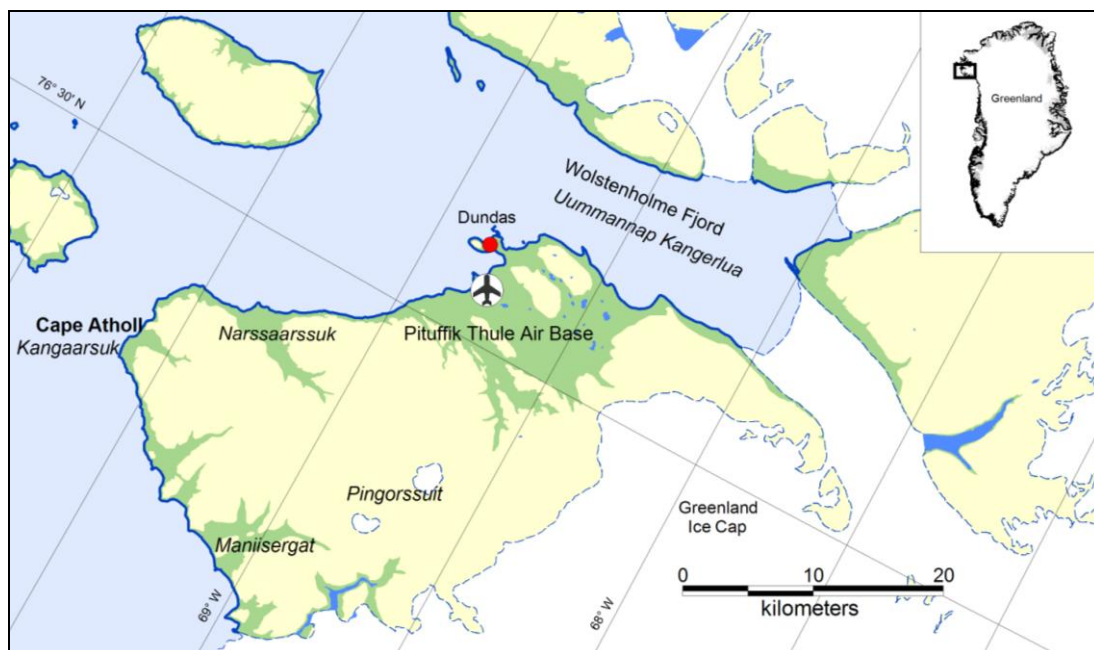 76° 30' N
Greenland
Wolstenholme Fjord
Uummannap Kangerlua
Dundas
Cape Atholl
Kangaarsuk
Narssaarssuk
Pituffik Thule Air Base
Pingorssuit
Maniisergat
Greenland
Ice Cap
0 10 20
kilometers
69° W
68° W